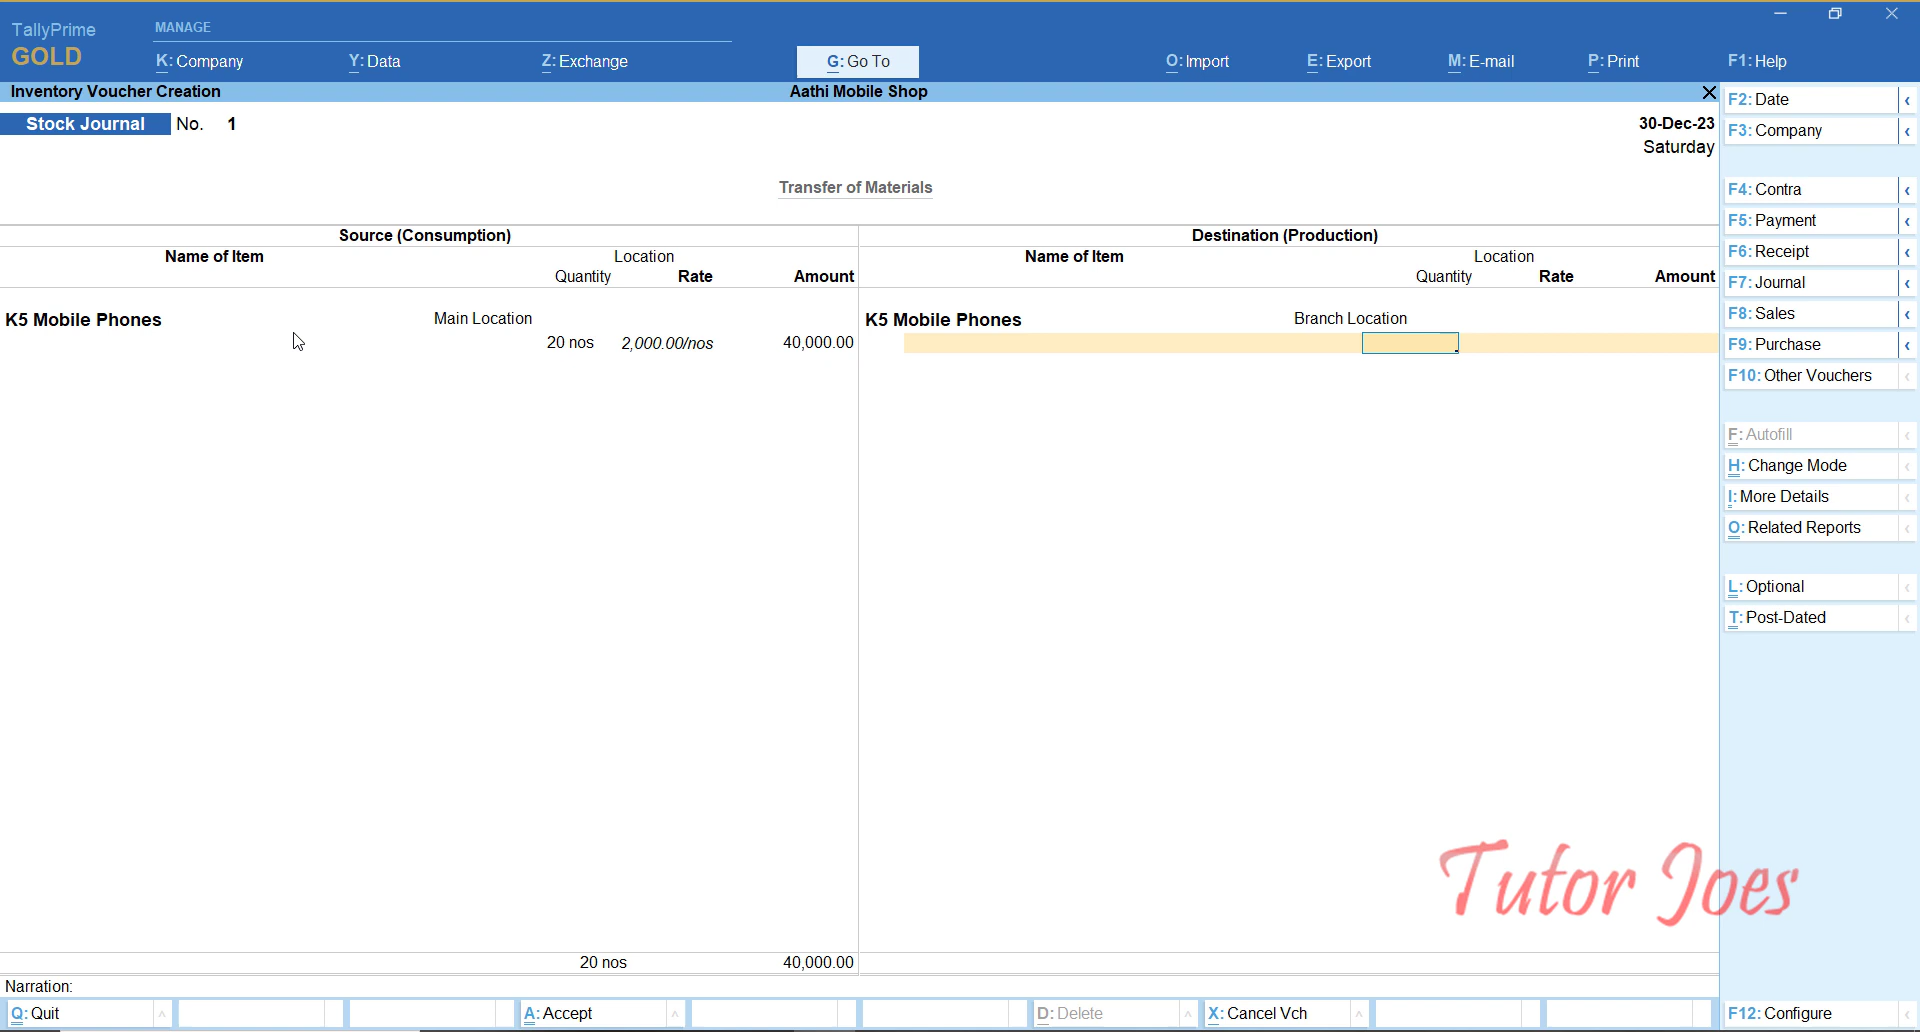 TallyPrime
GOLD
MANAGE
K: Company Y: Data Z: Exchange G: Go To O: Import E: Export M: E-mail P: Print F1: Help
Inventory Voucher Creation Aathi Mobile Shop
Stock Journal No. 1 30-Dec-23
Saturday
Transfer of Materials
Source (Consumption) Destination (Production)
Name of Item Location Name of Item Location
Quantity Rate Amount Quantity Rate Amount
K5 Mobile Phones Main Location K5 Mobile Phones Branch Location
20 nos 2,000.00/nos 40,000.00
20 nos 40,000.00
Narration:
Q: Quit A: Accept D: Delete X: Cancel Vch
F2: Date
F3: Company
F4: Contra
F5: Payment
F6: Receipt
F7: Journal
F8: Sales
F9: Purchase
F10: Other Vouchers
F: Autofill
H: Change Mode
I: More Details
O: Related Reports
L: Optional
T: Post-Dated
F12: Configure
Tutor Joes